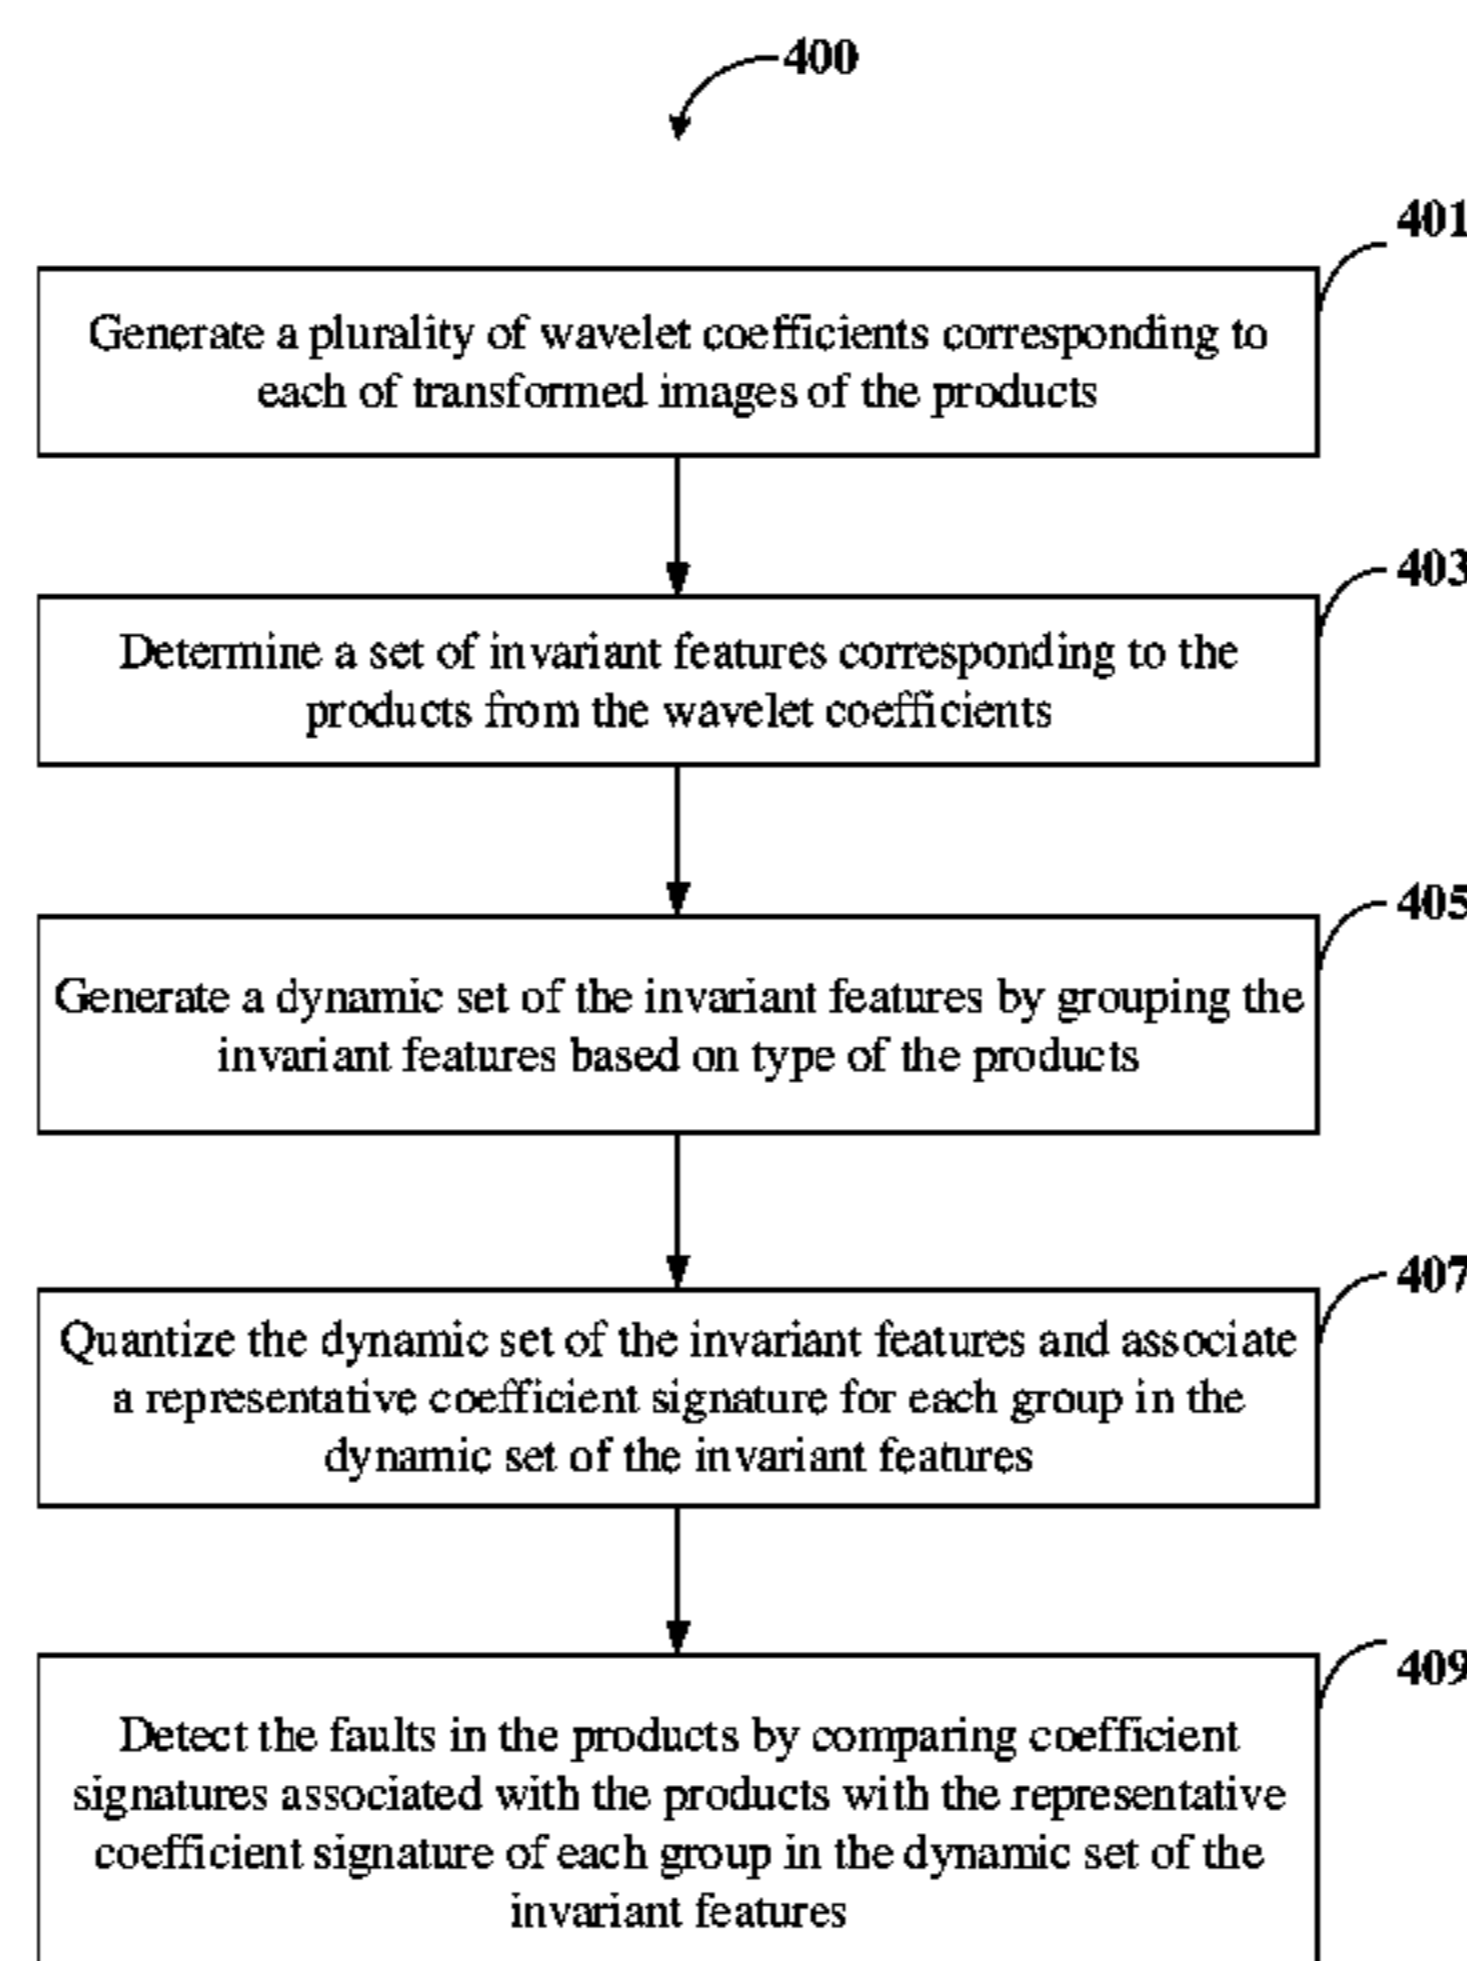 400
401
Generate a plurality of wavelet coefficients corresponding to
each of transformed images of the products
403
Determine a set of invariant features corresponding to the
products from the wavelet coefficients
405
Generate a dynamic set of the invariant features by grouping the
invariant features based on type of the products
407
Quantize the dynamic set of the invariant features and associate
a representative coefficient signature for each group in the
dynamic set of the invariant features
409
Detect the faults in the products by comparing coefficient
signatures associated with the products with the representative
coefficient signature of each group in the dynamic set of the
invariant features